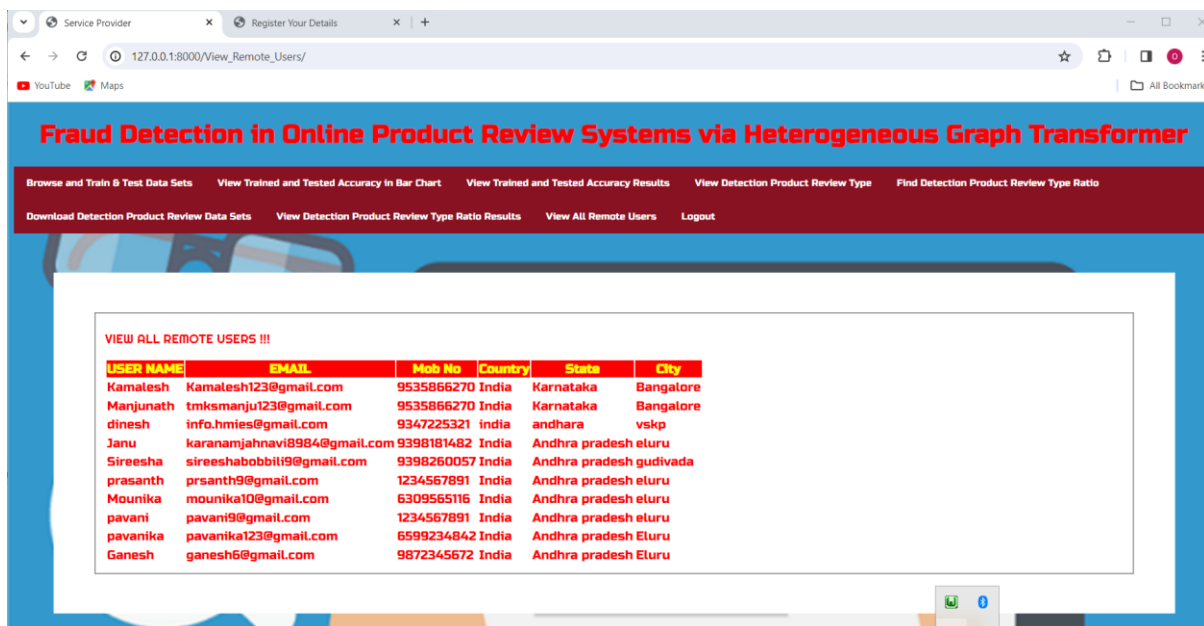 Service Provider Register Your Details
127.0.0.1:8000/View_Remote_Users/ O
YouTube Maps All Bookmark
Fraud Detection in Online Product Review Systems via Heterogeneous Graph Transformer
Browse and Train & Test Data Sets View Trained and Tested Accuracy in Bar Chart View Trained and Tested Accuracy Results View Detection Product Review Type Find Detection Product Review Type Ratio
Download Detection Product Review Data Sets View Detection Product Review Type Ratio Results View All Remote Users Logout
VIEW ALL REMOTE USERS !!!
USER NAME EMAIL Mob No Country State City
Kamalesh Kamalesh123@gmail.com 9535866270 India Karnataka Bangalore
Manjunath tmksmanju123@gmail.com 9535866270 India Karnataka Bangalore
dinesh info.hmies@gmail.com 9347225321 india andhara vskp
Janu karanamjahnavi8984@gmail.com 9398181482 India Andhra pradesh eluru
Sireesha sireeshabobbili9@gmail.com 9398260057 India Andhra pradesh gudivada
prasanth prsanth9@gmail.com 1234567891 India Andhra pradesh eluru
Mounika mounika10@gmail.com 6309565116 India Andhra pradesh eluru
pavani pavani9@gmail.com 1234567891 India Andhra pradesh eluru
pavanika pavanika123@gmail.com 6599234842 India Andhra pradesh Eluru
Ganesh ganesh6@gmail.com 9872345672 India Andhra pradesh Eluru